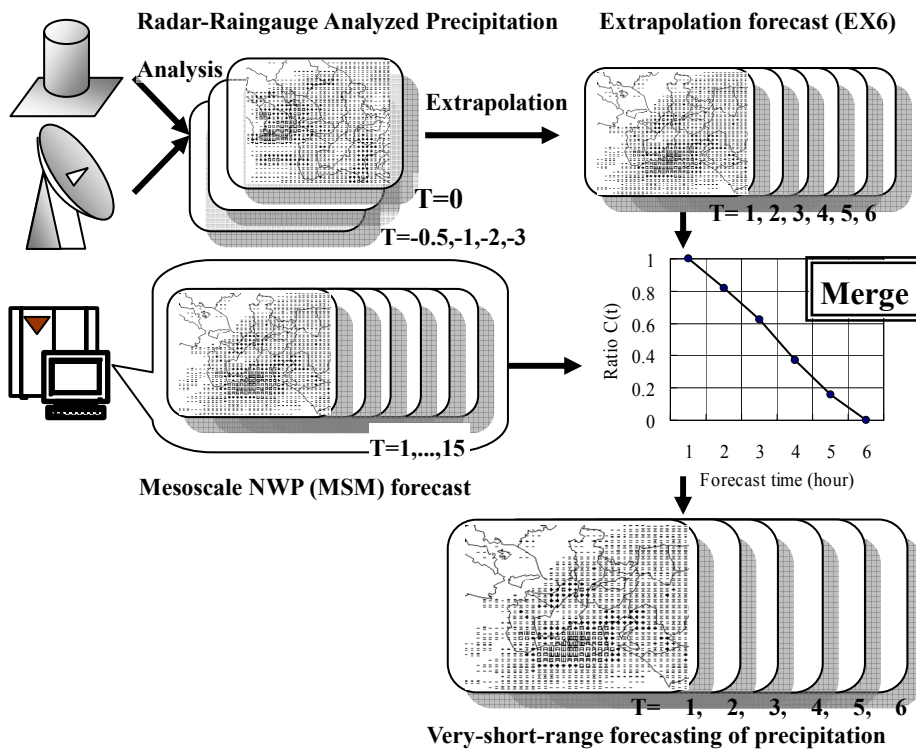 Radar-Raingauge Analyzed Precipitation
Extrapolation forecast (EX6)
Analysis
Extrapolation
T=0
T=-0.5,-1,-2,-3
T= 1, 2, 3, 4, 5, 6
Merge
Ratio C(t)
1
0.8
0.6
0.4
0.2
0
1 2 3 4 5 6
Forecast time (hour)
T=1,...,15
Mesoscale NWP (MSM) forecast
T= 1, 2, 3, 4, 5, 6
Very-short-range forecasting of precipitation